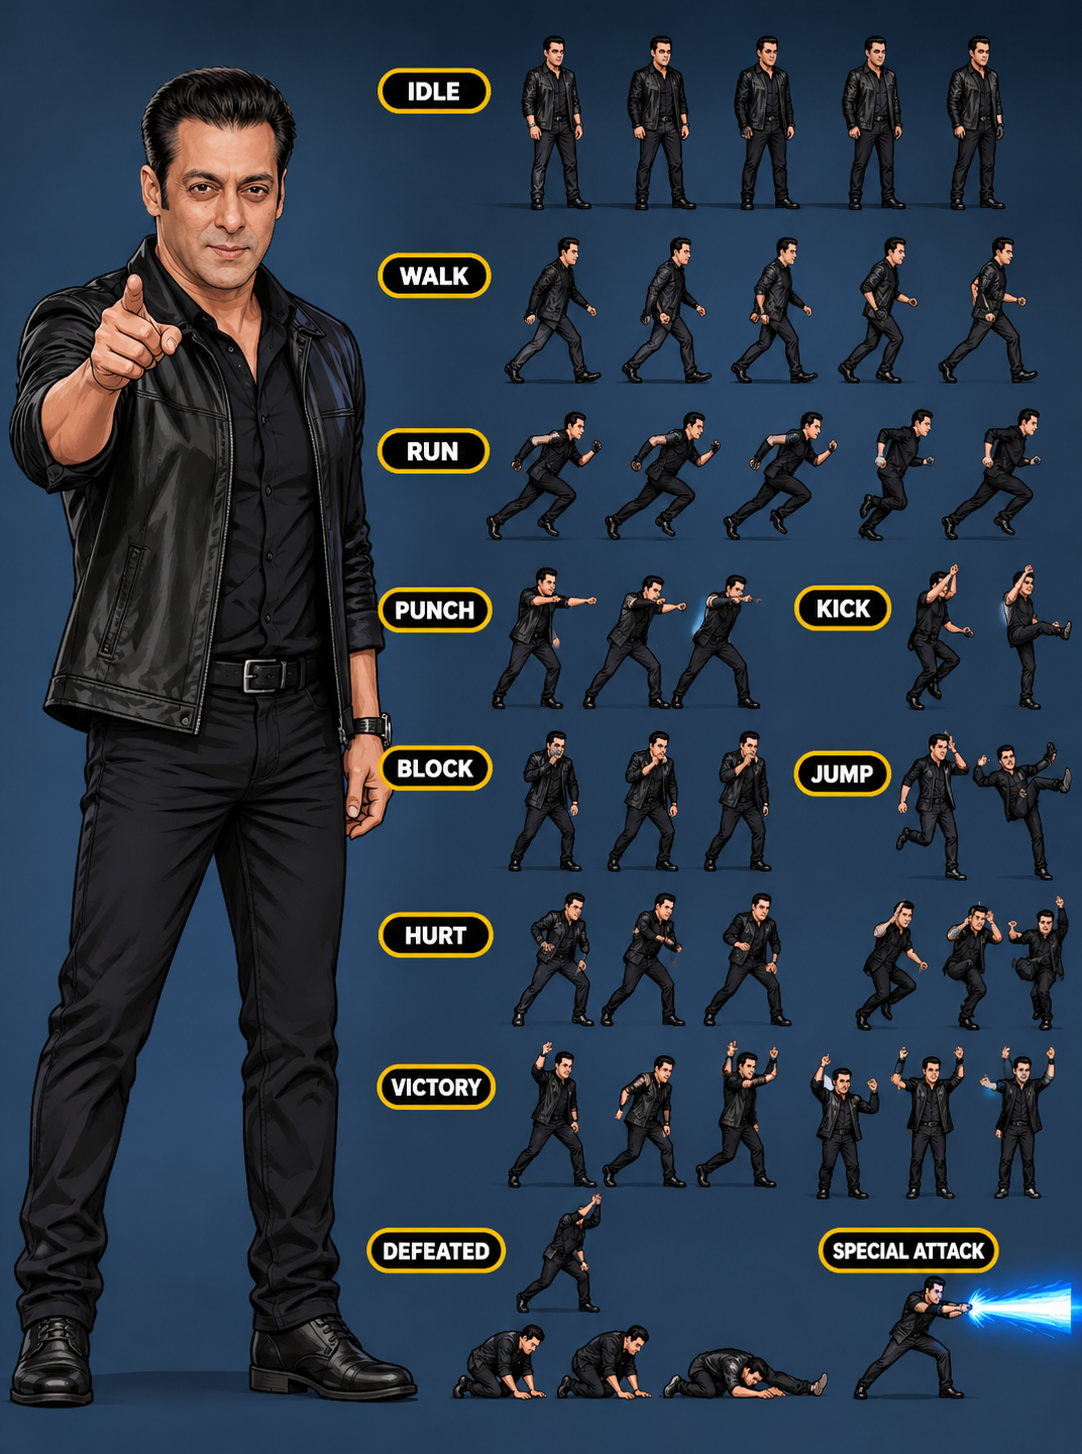 IDLE
WALK
RUN
PUNCH
KICK
BLOCK
JUMP
HURT
VICTORY
DEFEATED
SPECIAL ATTACK